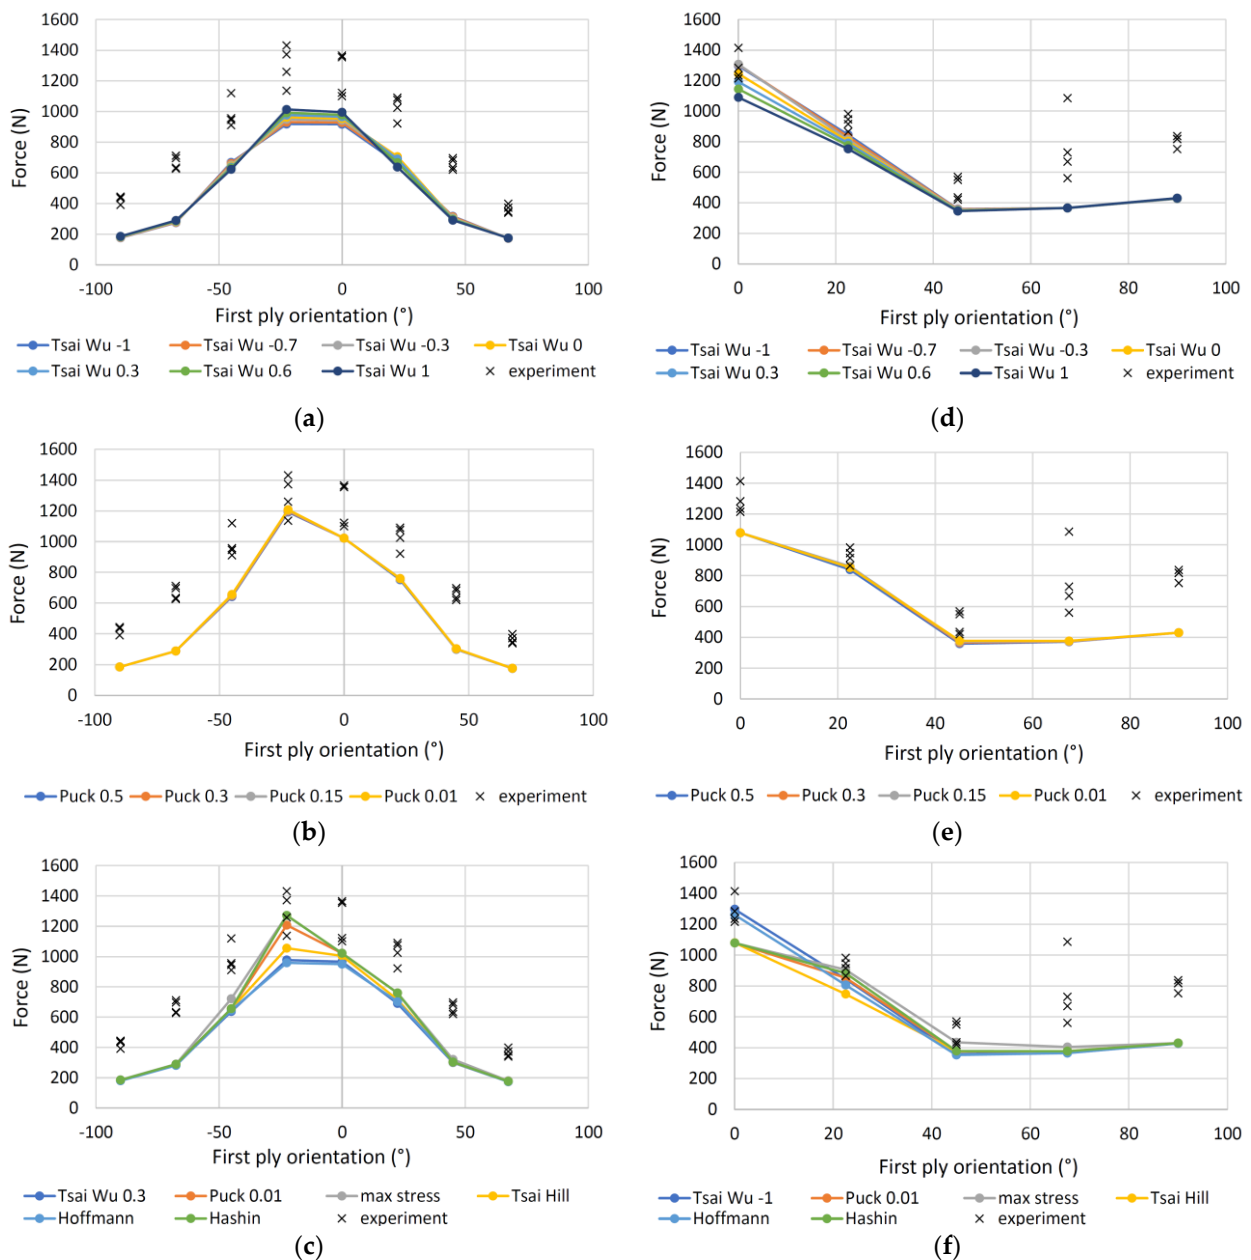 1600
1400
1200
1000
800
600
400
200
0
Force (N)
-100 -50 0 50 100
First ply orientation (°)
Tsai Wu -1 Tsai Wu -0.7 Tsai Wu -0.3 Tsai Wu 0
Tsai Wu 0.3 Tsai Wu 0.6 Tsai Wu 1 experiment
(a)
1600
1400
1200
1000
800
600
400
200
0
Force (N)
0 20 40 60 80 100
First ply orientation (°)
Tsai Wu -1 Tsai Wu -0.7 Tsai Wu -0.3 Tsai Wu 0
Tsai Wu 0.3 Tsai Wu 0.6 Tsai Wu 1 experiment
(d)
1600
1400
1200
1000
800
600
400
200
0
Force (N)
-100 -50 0 50 100
First ply orientation (°)
Puck 0.5 Puck 0.3 Puck 0.15 Puck 0.01 experiment
(b)
1600
1400
1200
1000
800
600
400
200
0
Force (N)
0 20 40 60 80 100
First ply orientation (°)
Puck 0.5 Puck 0.3 Puck 0.15 Puck 0.01 experiment
(e)
1600
1400
1200
1000
800
600
400
200
0
Force (N)
-100 -50 0 50 100
First ply orientation (°)
Tsai Wu 0.3 Puck 0.01 max stress Tsai Hill
Hoffmann Hashin experiment
(c)
1600
1400
1200
1000
800
600
400
200
0
Force (N)
0 20 40 60 80 100
First ply orientation (°)
Tsai Wu -1 Puck 0.01 max stress Tsai Hill
Hoffmann Hashin experiment
(f)